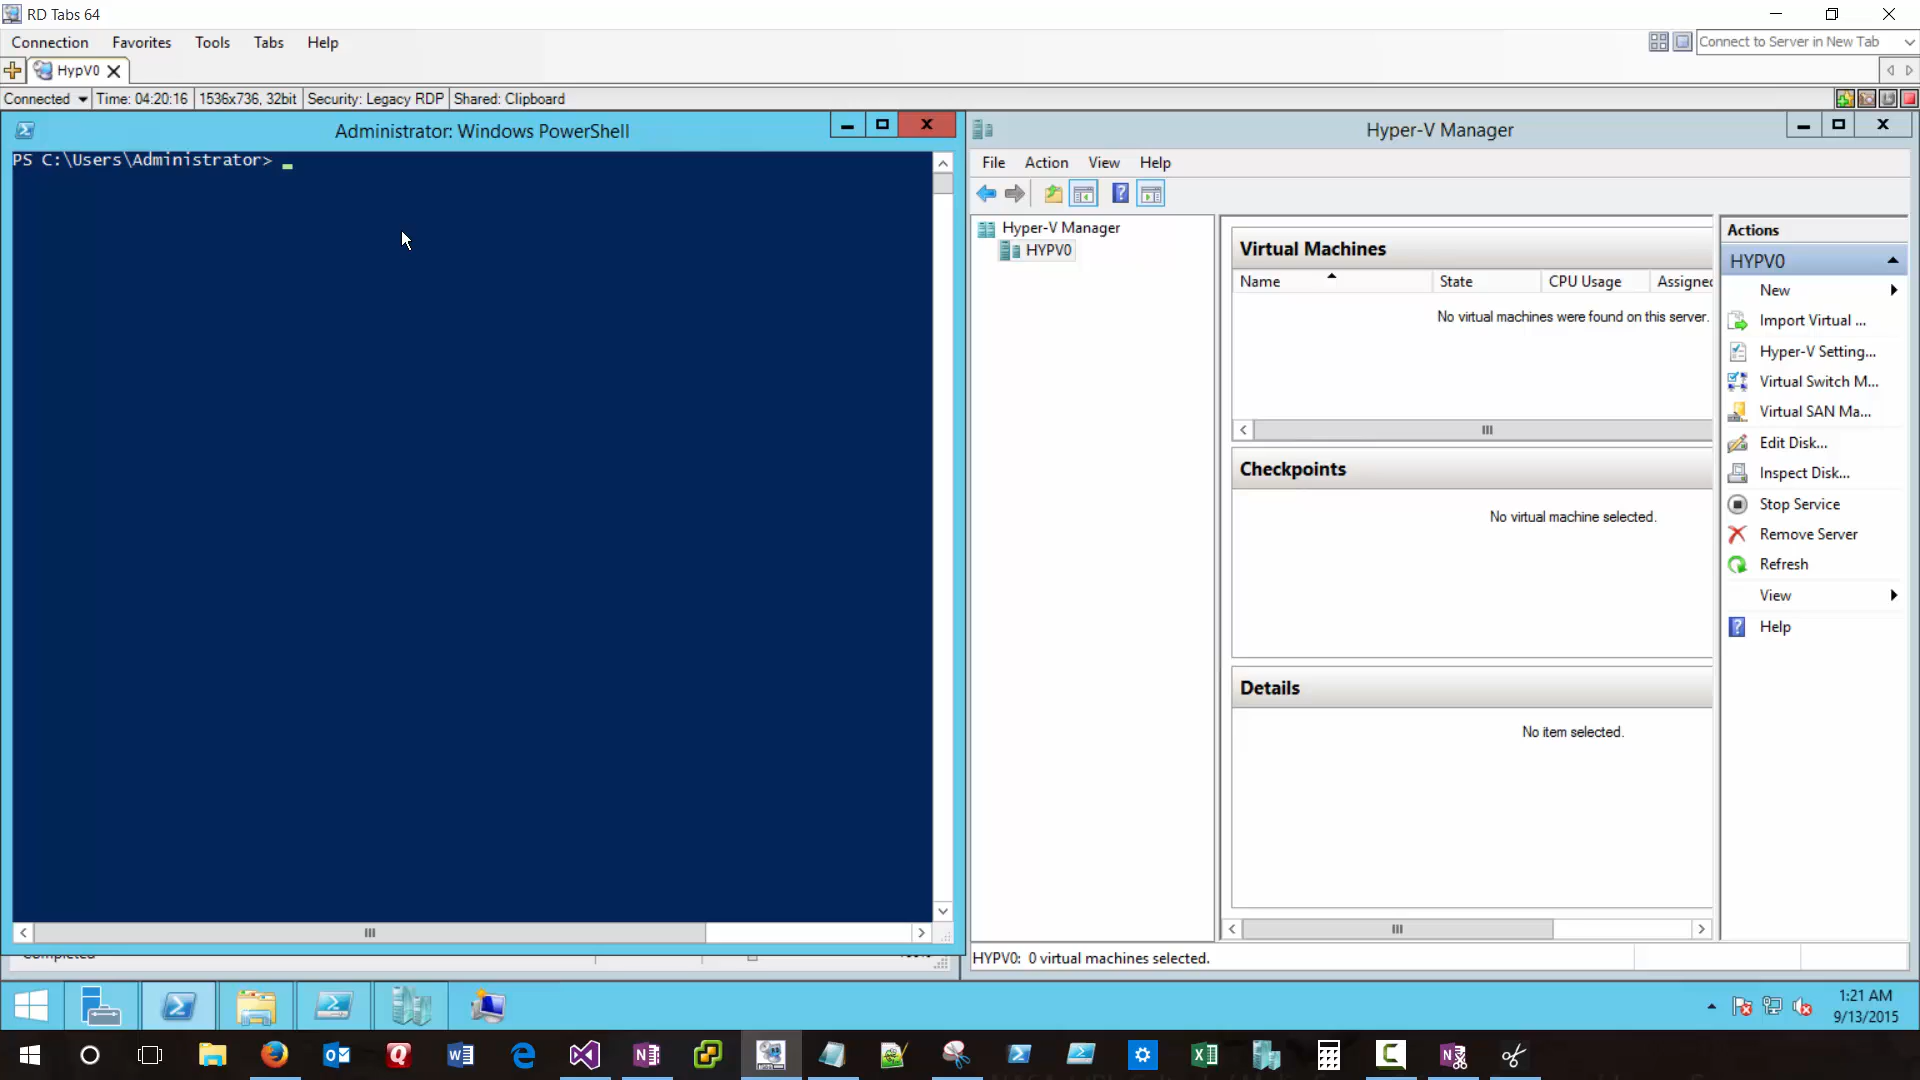 RD Tabs 64
Connection Favorites Tools Tabs Help
Connect to Server in New Tab
HypV0
Connected Time: 04:20:16 1536x736, 32bit Security: Legacy RDP Shared: Clipboard
Administrator: Windows PowerShell
PS C:\Users\Administrator>
Completed
Hyper-V Manager
File Action View Help
Hyper-V Manager
HYPV0
Virtual Machines
Name State CPU Usage Assigned
No virtual machines were found on this server.
Checkpoints
No virtual machine selected.
Details
No item selected.
Actions
HYPV0
New
Import Virtual ...
Hyper-V Setting...
Virtual Switch M...
Virtual SAN Ma...
Edit Disk...
Inspect Disk...
Stop Service
Remove Server
Refresh
View
Help
HYPV0: 0 virtual machines selected.
1:21 AM
9/13/2015